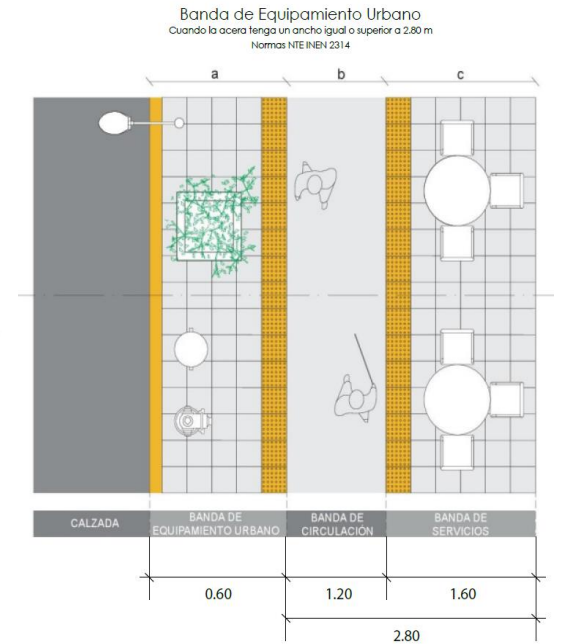 Banda de Equipamiento Urbano
Cuando la acera tenga un ancho igual o superior a 2.80 m
Normas NTE INEN 2314
a b c
CALZADA
BANDA DE
EQUIPAMIENTO URBANO
BANDA DE
CIRCULACIÓN
BANDA DE
SERVICIOS
0.60 1.20 1.60
2.80